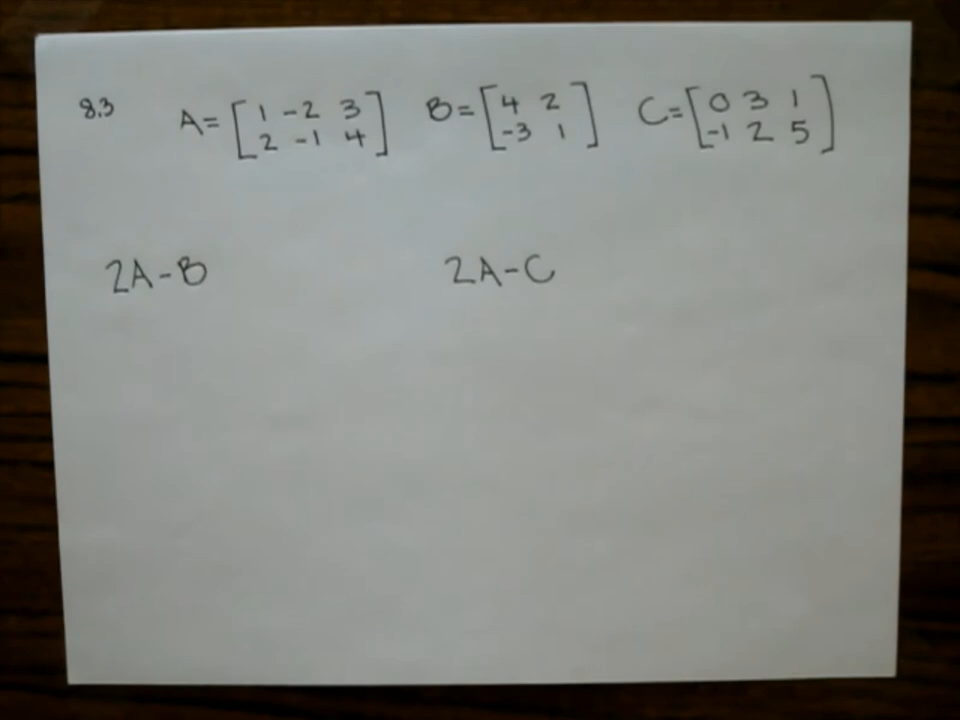 8.3 A = [1 -2 3 B = [4 2] C = [0 3 1
2 -1 4] -3 1] -1 2 5]
2A - B 2A - C